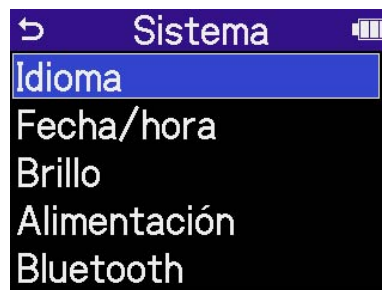 Sistema
Idioma
Fecha/hora
Brillo
Alimentación
Bluetooth